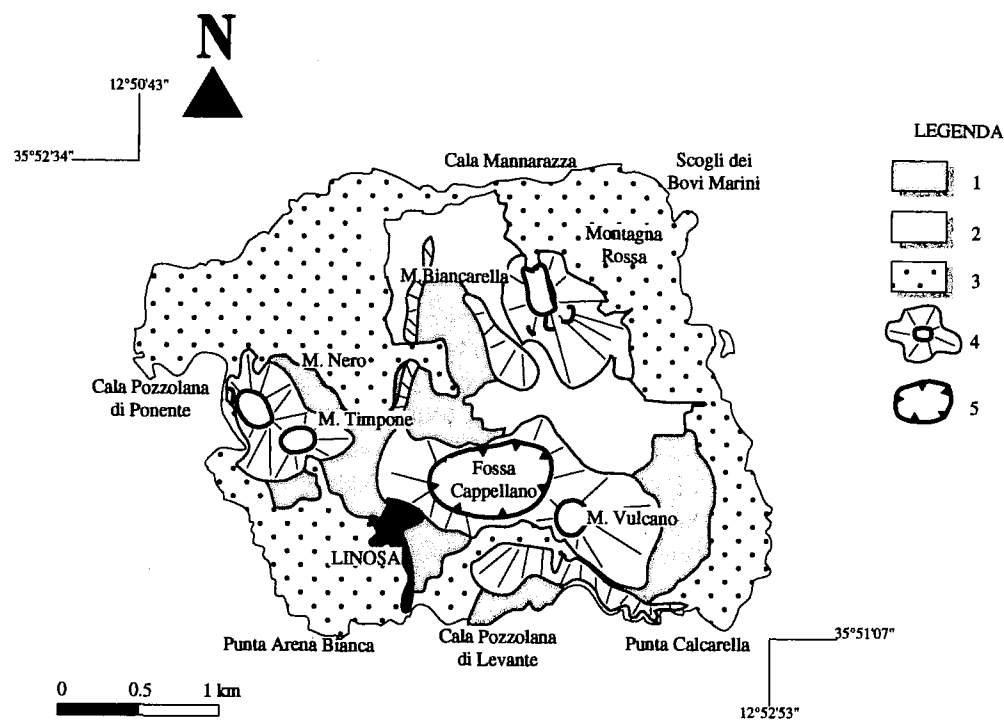 N
12°50'43"
35°52'34"
LEGENDA
1
2
3
4
5
Cala Mannarazza
Scogli dei
Bovi Marini
Montagna
Rossa
M. Biancarella
M. Nero
Cala Pozzolana
di Ponente
M. Timpone
Fossa
Cappellano
M. Vulcano
LINOSA
Punta Arena Bianca
Cala Pozzolana
di Levante
Punta Calcarella
35°51'07"
12°52'53"
0 0.5 1 km